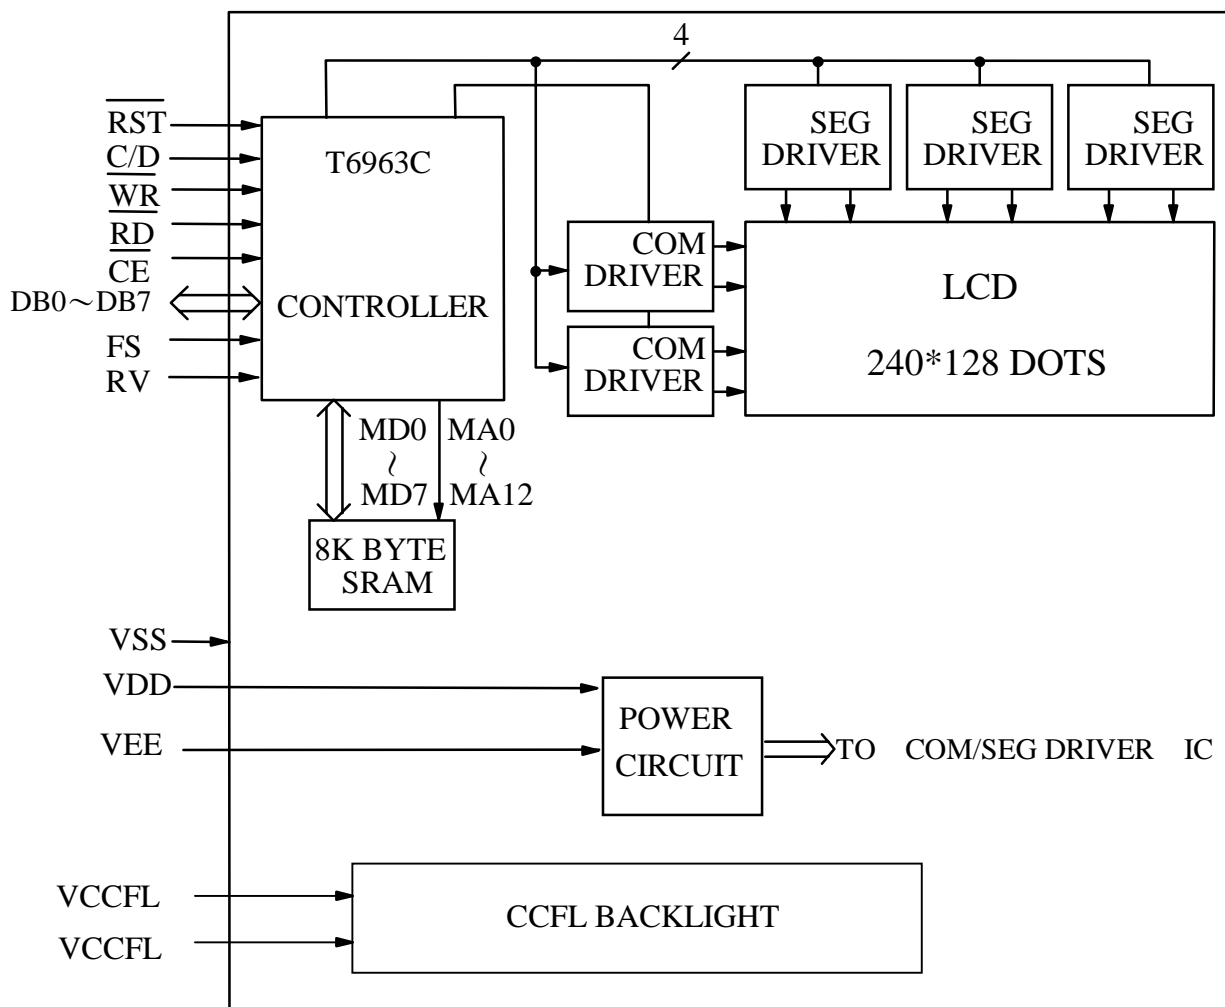 4
RST
C/D
WR
RD
CE
DB0～DB7
FS
RV
T6963C
CONTROLLER
SEG
DRIVER
SEG
DRIVER
SEG
DRIVER
COM
DRIVER
COM
DRIVER
LCD
240*128 DOTS
MD0
～
MD7
MA0
～
MA12
8K BYTE
SRAM
VSS
VDD
VEE
POWER
CIRCUIT
TO COM/SEG DRIVER IC
VCCFL
VCCFL
CCFL BACKLIGHT